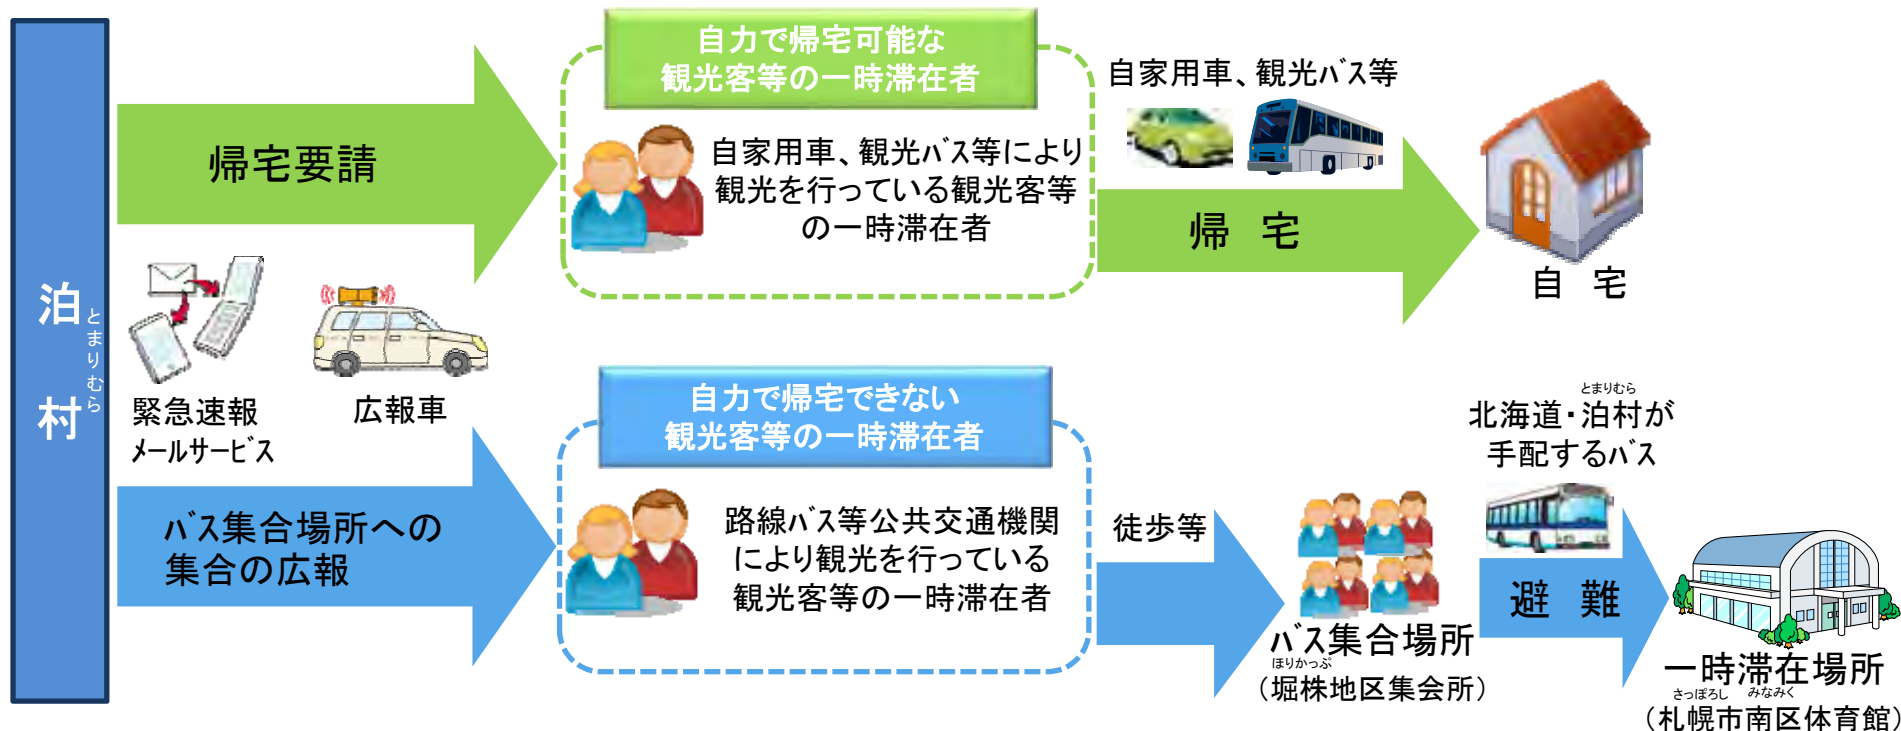 泊村
とまりむら
帰宅要請
緊急速報
メールサービス
広報車
バス集合場所への
集合の広報
自力で帰宅可能な
観光客等の一時滞在者
自家用車、観光バス等により
観光を行っている観光客等
の一時滞在者
自家用車、観光バス等
帰 宅
自 宅
自力で帰宅できない
観光客等の一時滞在者
路線バス等公共交通機関
により観光を行っている
観光客等の一時滞在者
徒歩等
バス集合場所
ほりかっぷ
（堀株地区集会所）
とまりむら
北海道・泊村が
手配するバス
避 難
一時滞在場所
さっぽろし みなみく
（札幌市南区体育館）